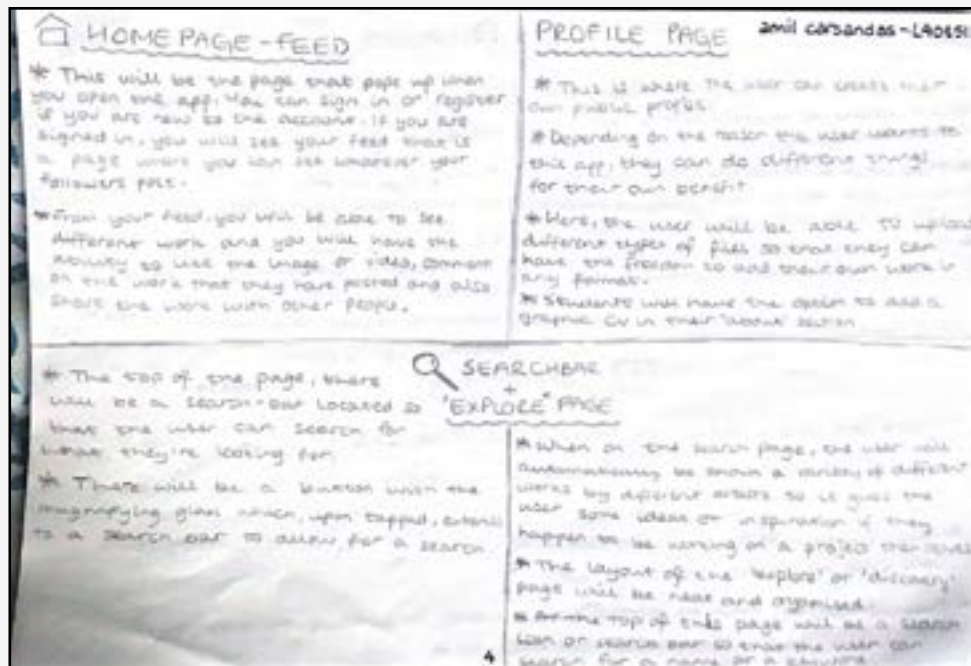 HOMEPAGE - FEED
* This will be the page that pops up when
you open the app. You can sign in or register
if you are new to the account. If you are
signed in, you will see your feed that is
a page where you can see whatever your
followers post.
* From your feed, you will be able to see
different work and you will have the
ability to like the image or video, comment
on the work that they have posted and also
share the work with other people.
PROFILE PAGE
amil carsandas -
* This is where the user can create their
own public profile.
* Depending on the reason the user wants to
this app, they can do different things
for their own benefit
* Here, the user will be able to upload
different types of files so that they can
have the freedom to add their own work in
any format.
* Students will have the option to add a
graphic CV in their 'about' section
SEARCHBAR
+
"EXPLORE" PAGE
* The top of the page, there
will be a search-bar located so
that the user can search for
what they're looking for.
* There will be a button with the
magnifying glass which, upon tapped, extends
to a search bar to allow for a search
* When on the search page, the user will
automatically be shown a variety of different
works by different artists so it gives the
user some ideas or inspiration if they
happen to be working on a project
* The layout of the 'explore' or 'discovery'
page will be neat and organised.
* At the top of this page will be a search
icon or search bar so that the user can
search for a name or a keyword
4